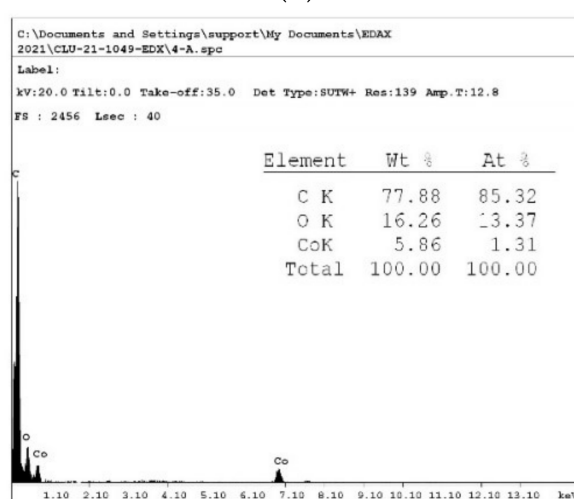 C:\Documents and Settings\support\My Documents\EDAX
2021\CLU-21-1049-EDX\4-A.spc
Label:
kV:20.0 Tilt:0.0 Take-off:35.0 Det Type:SUTW+ Res:139 Amp.T:12.8
FS : 2456 Lsec : 40
Element Wt % At %
C K 77.88 85.32
O K 16.26 13.37
CoK 5.86 1.31
Total 100.00 100.00
C
O
Co
Co
1.10 2.10 3.10 4.10 5.10 6.10 7.10 8.10 9.10 10.10 11.10 12.10 13.10 keV